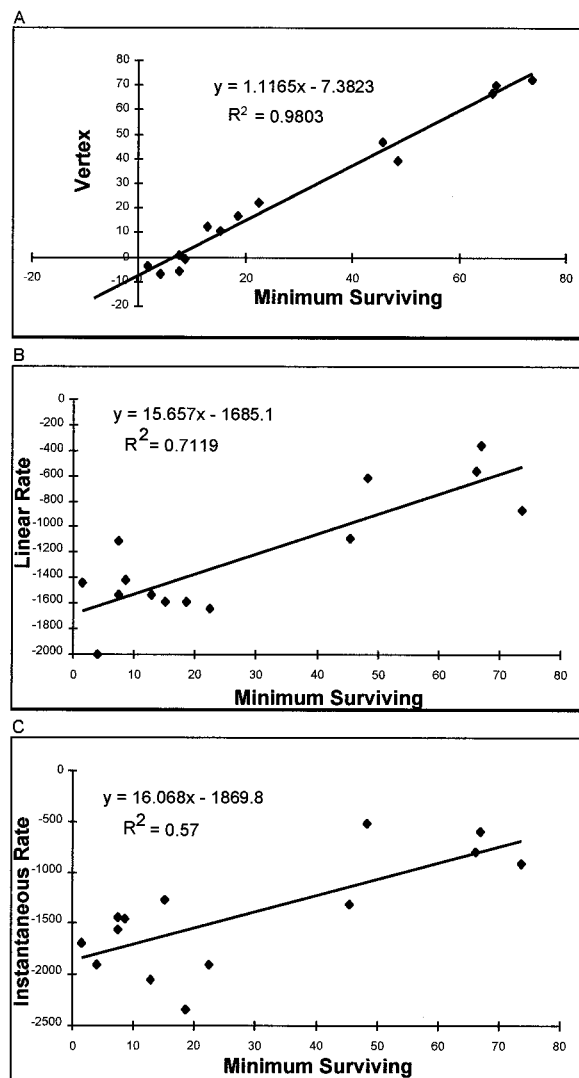 A
y = 1.1165x - 7.3823
R² = 0.9803
Vertex
80
70
60
50
40
30
20
10
0
-10
-20
-20 0 20 40 60 80
Minimum Surviving
B
y = 15.657x - 1685.1
R² = 0.7119
Linear Rate
0
-200
-400
-600
-800
-1000
-1200
-1400
-1600
-1800
-2000
0 10 20 30 40 50 60 70 80
Minimum Surviving
C
y = 16.068x - 1869.8
R² = 0.57
Instantaneous Rate
0
-500
-1000
-1500
-2000
-2500
0 10 20 30 40 50 60 70 80
Minimum Surviving